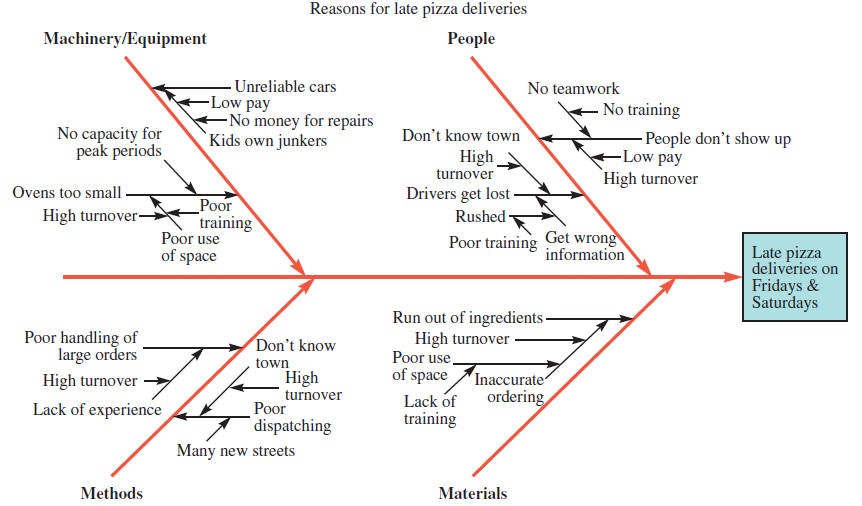 Reasons for late pizza deliveries
Machinery/Equipment
People
Unreliable cars
Low pay
No money for repairs
Kids own junkers
No capacity for
peak periods
Ovens too small
High turnover
Poor
training
Poor use
of space
No teamwork
No training
Don't know town
People don't show up
High
turnover
Low pay
High turnover
Drivers get lost
Rushed
Poor training
Get wrong
information
Late pizza
deliveries on
Fridays &
Saturdays
Poor handling of
large orders
Don't know
town
High turnover
High
turnover
Lack of experience
Poor
dispatching
Many new streets
Run out of ingredients
High turnover
Poor use
of space
Inaccurate
ordering
Lack of
training
Methods
Materials